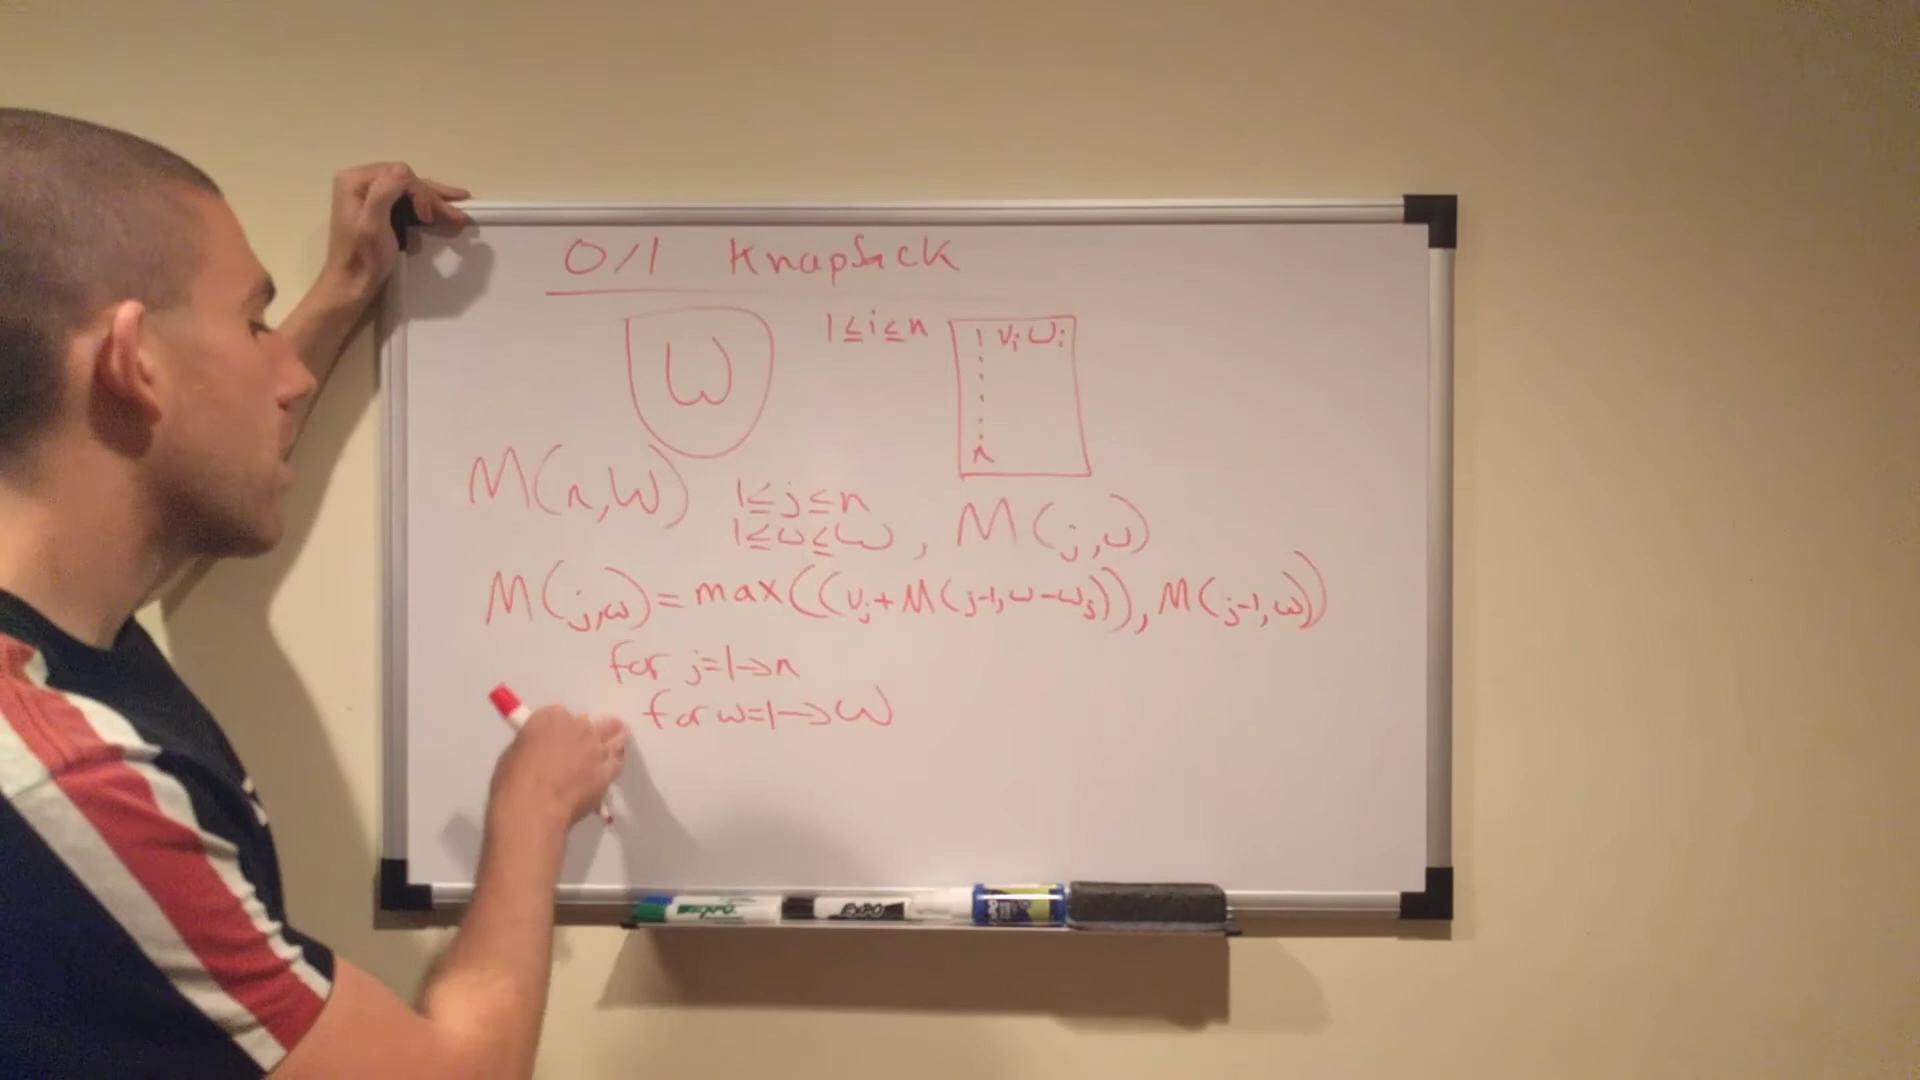 0/1 Knapsack
W
1≤i≤n
1 vᵢ wᵢ
n
M(n,W)
1≤j≤n
1≤w≤W , M(j,w)
M(j,w)=max((vⱼ+M(j-1,w-wⱼ)),M(j-1,w))
for j=1→n
for w=1→W
expo
EXPO